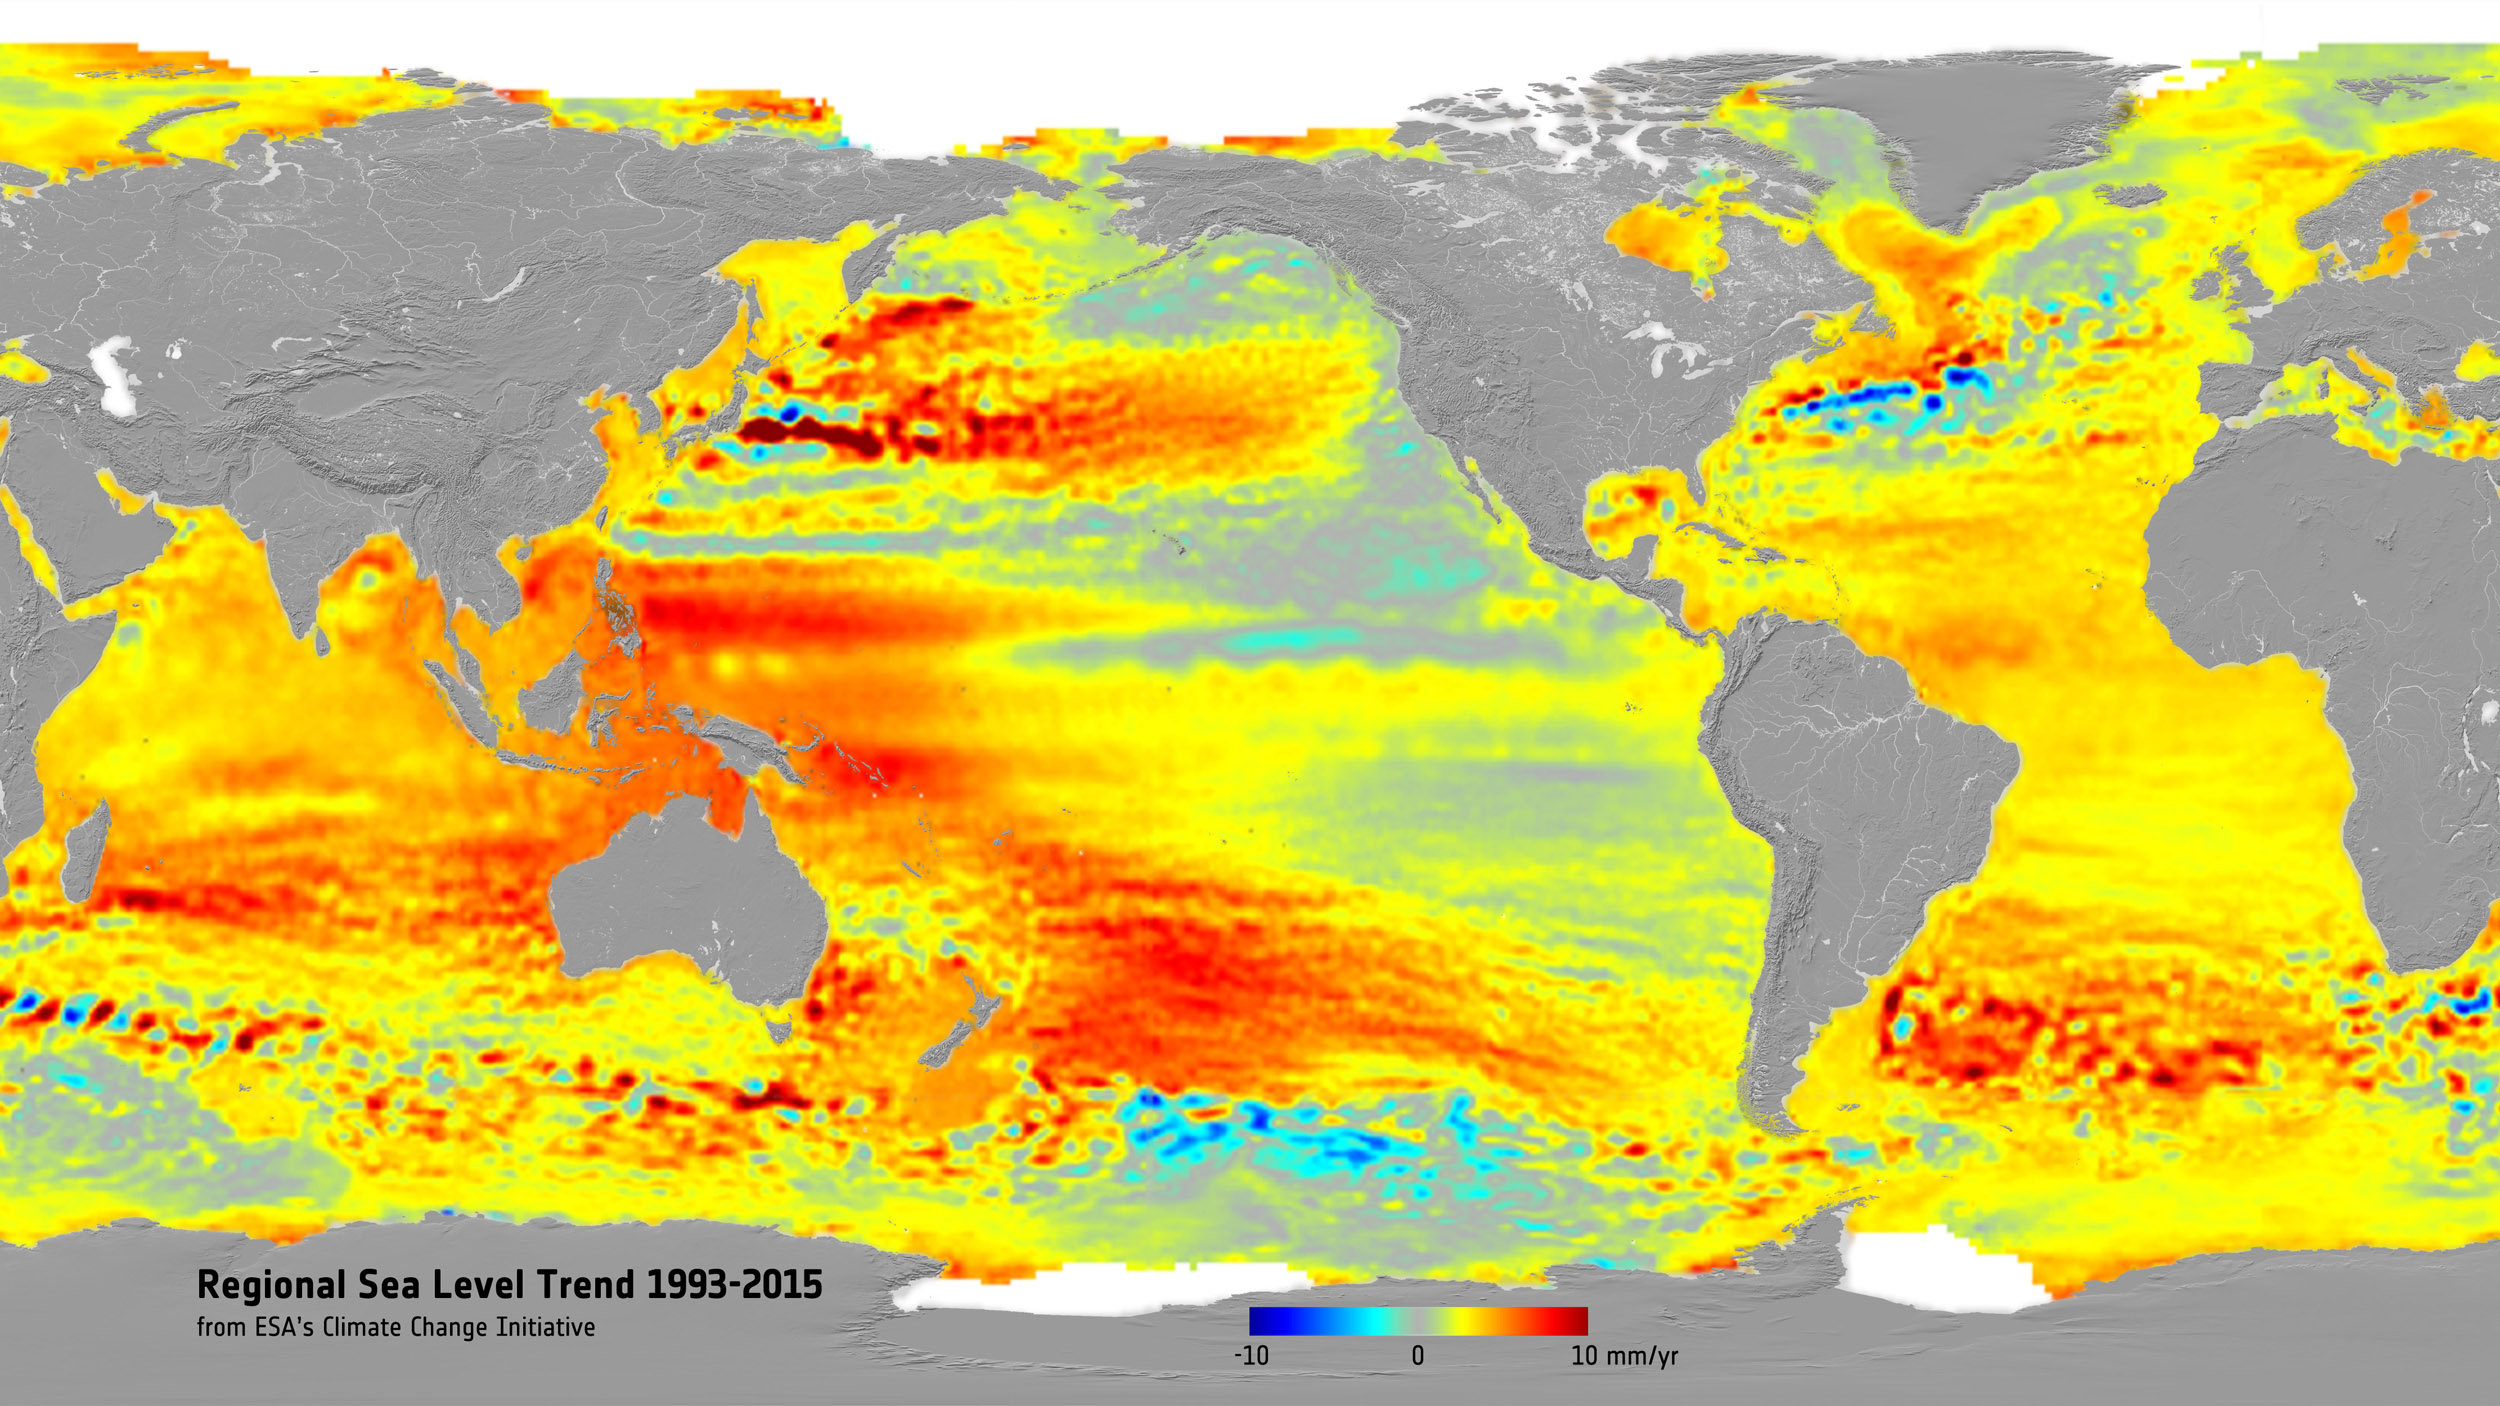 Regional Sea Level Trend 1993-2015
from ESA's Climate Change Initiative
-10 0 10 mm/yr